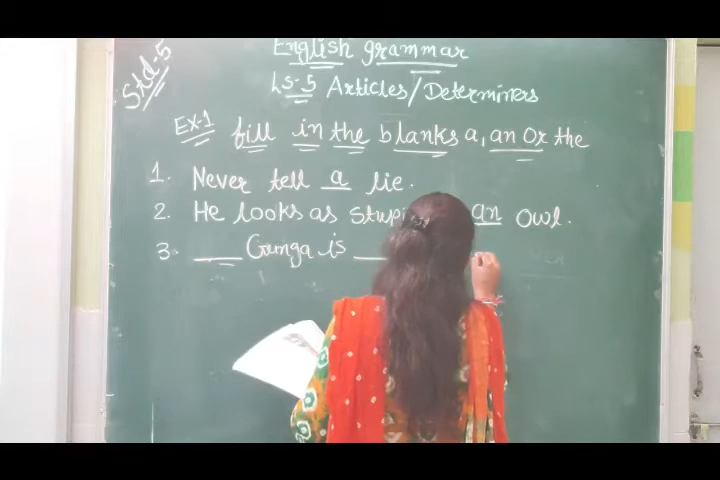 Std-5
English grammar
LS-5 Articles/Determiners
Ex-1 fill in the blanks a, an or the
1. Never tell a lie.
2. He looks as an owl.
3. ___ Ganga is ___